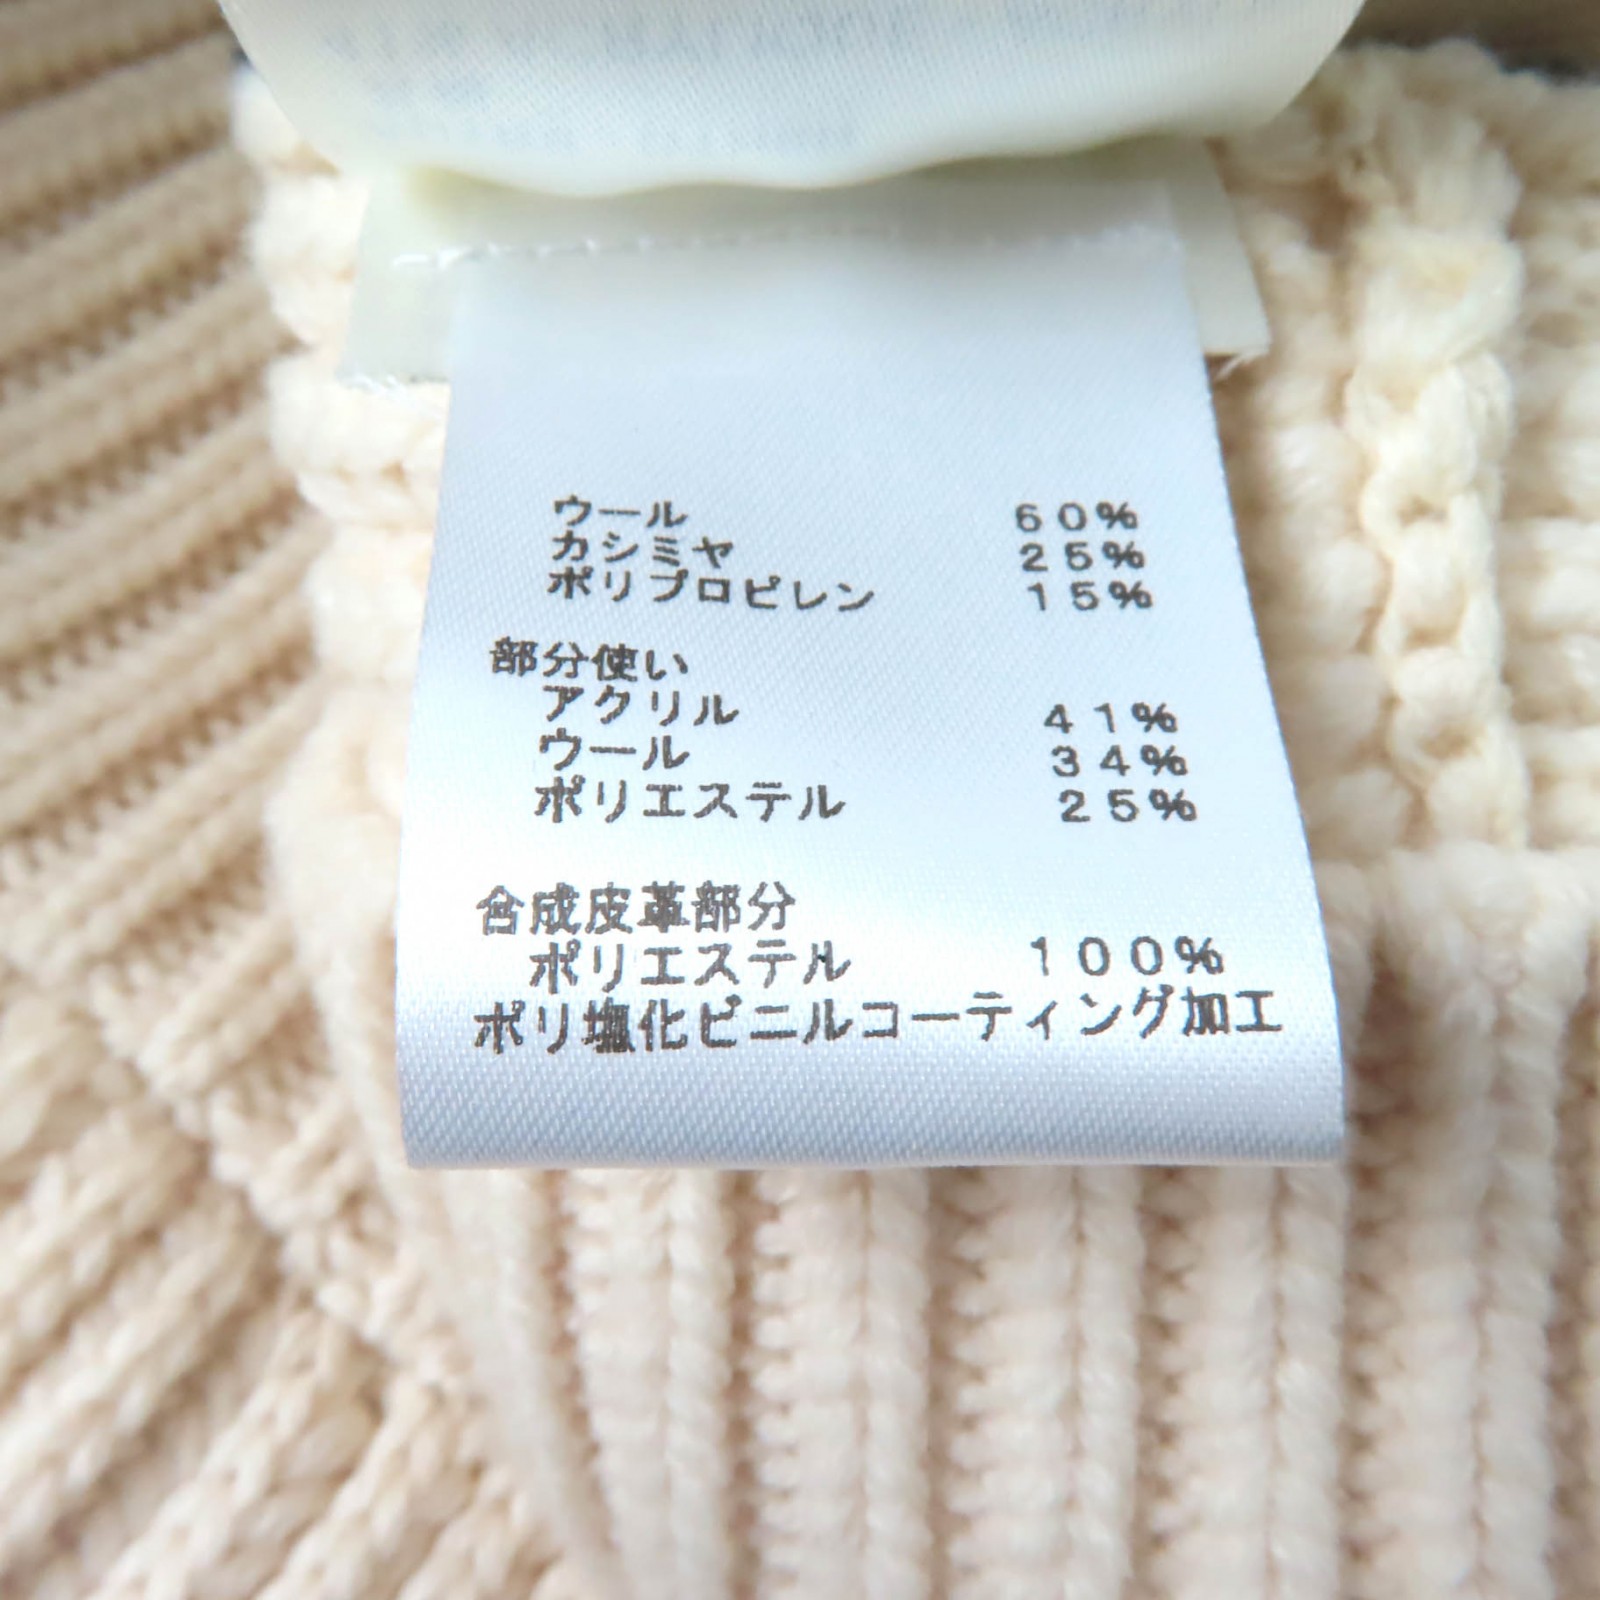 ウール 60%
カシミヤ 25%
ポリプロピレン 15%
部分使い
アクリル 41%
ウール 34%
ポリエステル 25%
合成皮革部分
ポリエステル 100%
ポリ塩化ビニルコーティング加工